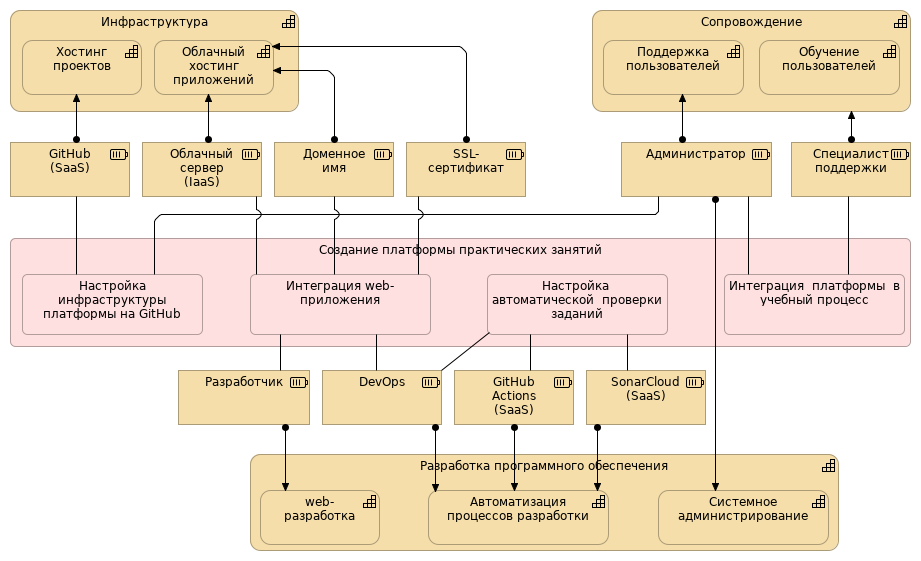 Инфраструктура
Сопровождение
Хостинг
проектов
Облачный
хостинг
приложений
Поддержка
пользователей
Обучение
пользователей
GitHub
(SaaS)
Облачный
сервер
(IaaS)
Доменное
имя
SSL-
сертификат
Администратор
Специалист
поддержки
Создание платформы практических занятий
Настройка
инфраструктуры
платформы на GitHub
Интеграция web-
приложения
Настройка
автоматической проверки
заданий
Интеграция платформы в
учебный процесс
Разработчик
DevOps
GitHub
Actions
(SaaS)
SonarCloud
(SaaS)
Разработка программного обеспечения
web-
разработка
Автоматизация
процессов разработки
Системное
администрирование